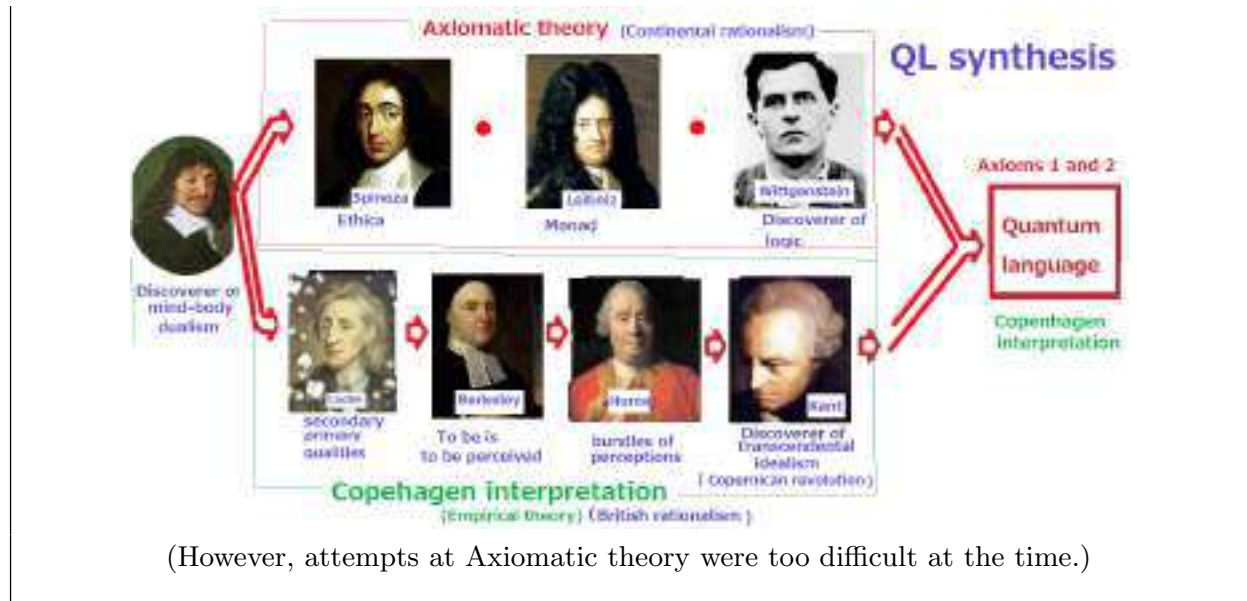 Axiomatic theory (Continental rationalism)
QL synthesis
Spinoza
Ethica
Leibniz
Monad
Wittgenstein
Discoverer of
logic
Discoverer of
mind-body
dualism
Axioms 1 and 2
Quantum
language
Copenhagen
interpretation
Locke
secondary
primary
qualities
Berkeley
To be is
to be perceived
Hume
bundles of
perceptions
Kant
Discoverer of
transcendental
idealism
( Copernican revolution )
Copehagen interpretation
(Empirical theory) (British rationalism )
(However, attempts at Axiomatic theory were too difficult at the time.)